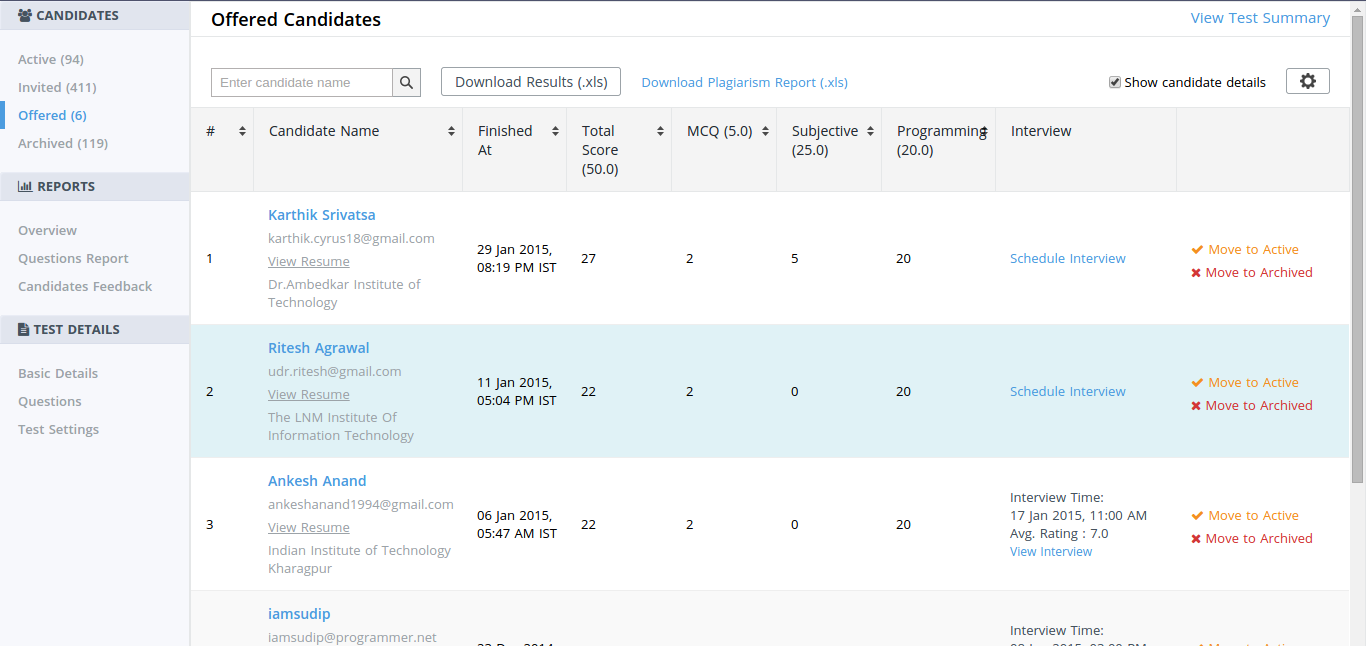 CANDIDATES
Active (94)
Invited (411)
Offered (6)
Archived (119)
REPORTS
Overview
Questions Report
Candidates Feedback
TEST DETAILS
Basic Details
Questions
Test Settings
Offered Candidates
View Test Summary
Enter candidate name
Download Results (.xls)
Download Plagiarism Report (.xls)
Show candidate details
#
Candidate Name
Finished
At
Total
Score
(50.0)
MCQ (5.0)
Subjective
(25.0)
Programming
(20.0)
Interview
1
Karthik Srivatsa
karthik.cyrus18@gmail.com
View Resume
Dr.Ambedkar Institute of
Technology
29 Jan 2015,
08:19 PM IST
27
2
5
20
Schedule Interview
Move to Active
Move to Archived
2
Ritesh Agrawal
udr.ritesh@gmail.com
View Resume
The LNM Institute Of
Information Technology
11 Jan 2015,
05:04 PM IST
22
2
0
20
Schedule Interview
Move to Active
Move to Archived
3
Ankesh Anand
ankeshanand1994@gmail.com
View Resume
Indian Institute of Technology
Kharagpur
06 Jan 2015,
05:47 AM IST
22
2
0
20
Interview Time:
17 Jan 2015, 11:00 AM
Avg. Rating : 7.0
View Interview
Move to Active
Move to Archived
iamsudip
iamsudip@programmer.net
Interview Time: